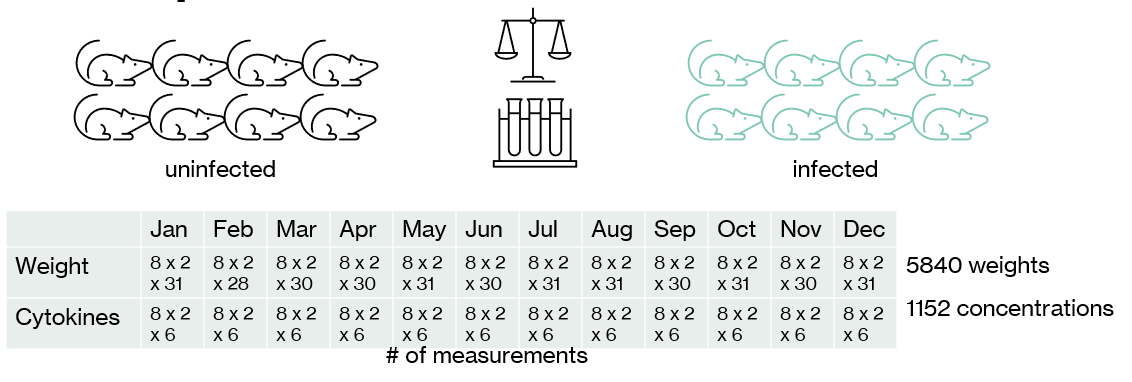 uninfected
infected
Jan Feb Mar Apr May Jun Jul Aug Sep Oct Nov Dec
Weight 8 x 2 8 x 2 8 x 2 8 x 2 8 x 2 8 x 2 8 x 2 8 x 2 8 x 2 8 x 2 8 x 2 8 x 2
x 31 x 28 x 30 x 30 x 31 x 30 x 31 x 31 x 30 x 31 x 30 x 31
5840 weights
Cytokines 8 x 2 8 x 2 8 x 2 8 x 2 8 x 2 8 x 2 8 x 2 8 x 2 8 x 2 8 x 2 8 x 2 8 x 2
x 6 x 6 x 6 x 6 x 6 x 6 x 6 x 6 x 6 x 6 x 6 x 6
1152 concentrations
# of measurements